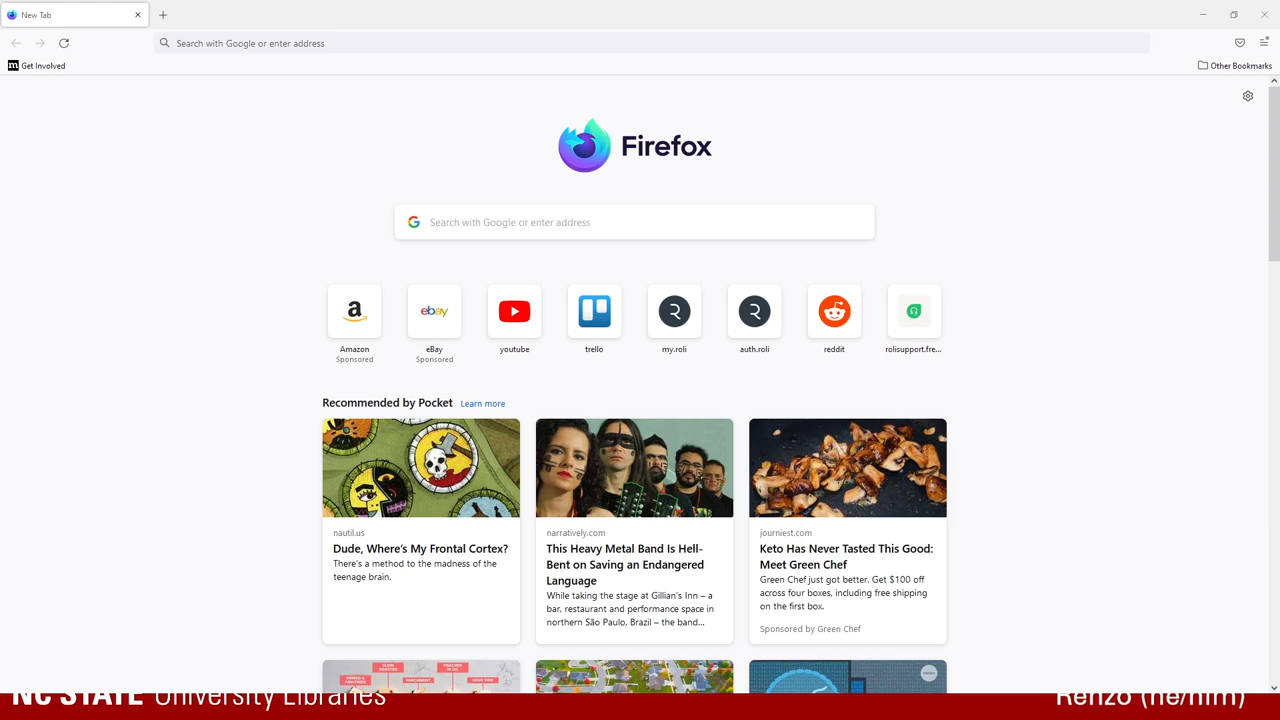 New Tab
Search with Google or enter address
Get Involved
Other Bookmarks
Firefox
Search with Google or enter address
Amazon
Sponsored
eBay
Sponsored
youtube
trello
my.roli
auth.roli
reddit
rolisupport.fre...
Recommended by Pocket Learn more
nautil.us
Dude, Where's My Frontal Cortex?
There's a method to the madness of the
teenage brain.
narratively.com
This Heavy Metal Band Is Hell-
Bent on Saving an Endangered
Language
While taking the stage at Gillian's Inn – a
bar, restaurant and performance space in
northern São Paulo, Brazil – the band...
journiest.com
Keto Has Never Tasted This Good:
Meet Green Chef
Green Chef just got better. Get $100 off
across four boxes, including free shipping
on the first box.
Sponsored by Green Chef
NC STATE University Libraries
Renzo (he/him)